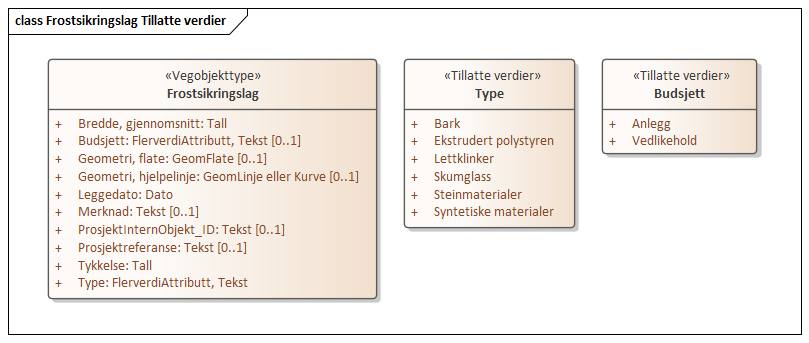 class Frostsikringslag Tillatte verdier
«Vegobjekttype»
Frostsikringslag
+ Bredde, gjennomsnitt: Tall
+ Budsjett: FlerverdiAttributt, Tekst [0..1]
+ Geometri, flate: GeomFlate [0..1]
+ Geometri, hjelpelinje: GeomLinje eller Kurve [0..1]
+ Leggedato: Dato
+ Merknad: Tekst [0..1]
+ ProsjektInternObjekt_ID: Tekst [0..1]
+ Prosjektreferanse: Tekst [0..1]
+ Tykkelse: Tall
+ Type: FlerverdiAttributt, Tekst
«Tillatte verdier»
Type
+ Bark
+ Ekstrudert polystyren
+ Lettklinker
+ Skumglass
+ Steinmaterialer
+ Syntetiske materialer
«Tillatte verdier»
Budsjett
+ Anlegg
+ Vedlikehold